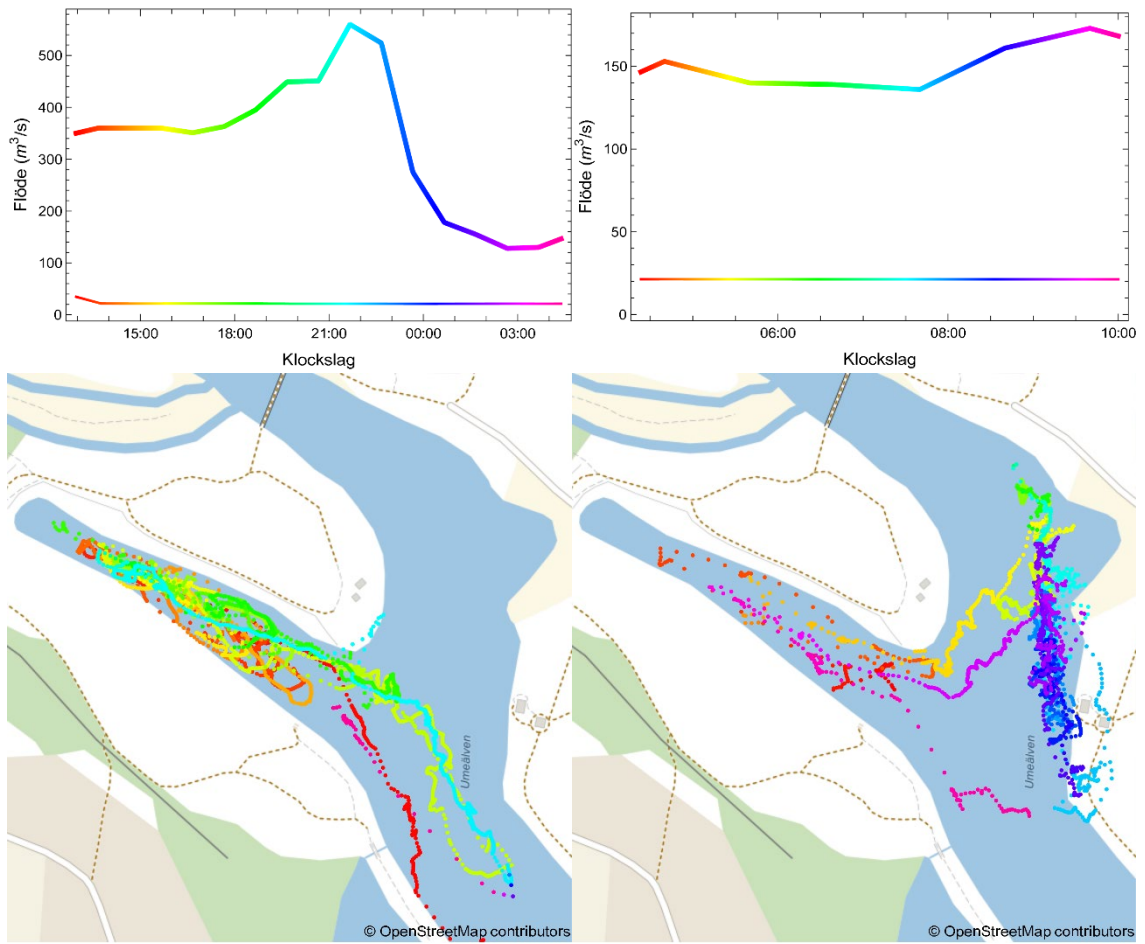 500
400
300
200
100
0
Flöde (m³/s)
15:00
18:00
21:00
00:00
03:00
Klockslag
150
100
50
0
Flöde (m³/s)
06:00
08:00
10:00
Klockslag
Umeälven
© OpenStreetMap contributors
Umeälven
© OpenStreetMap contributors